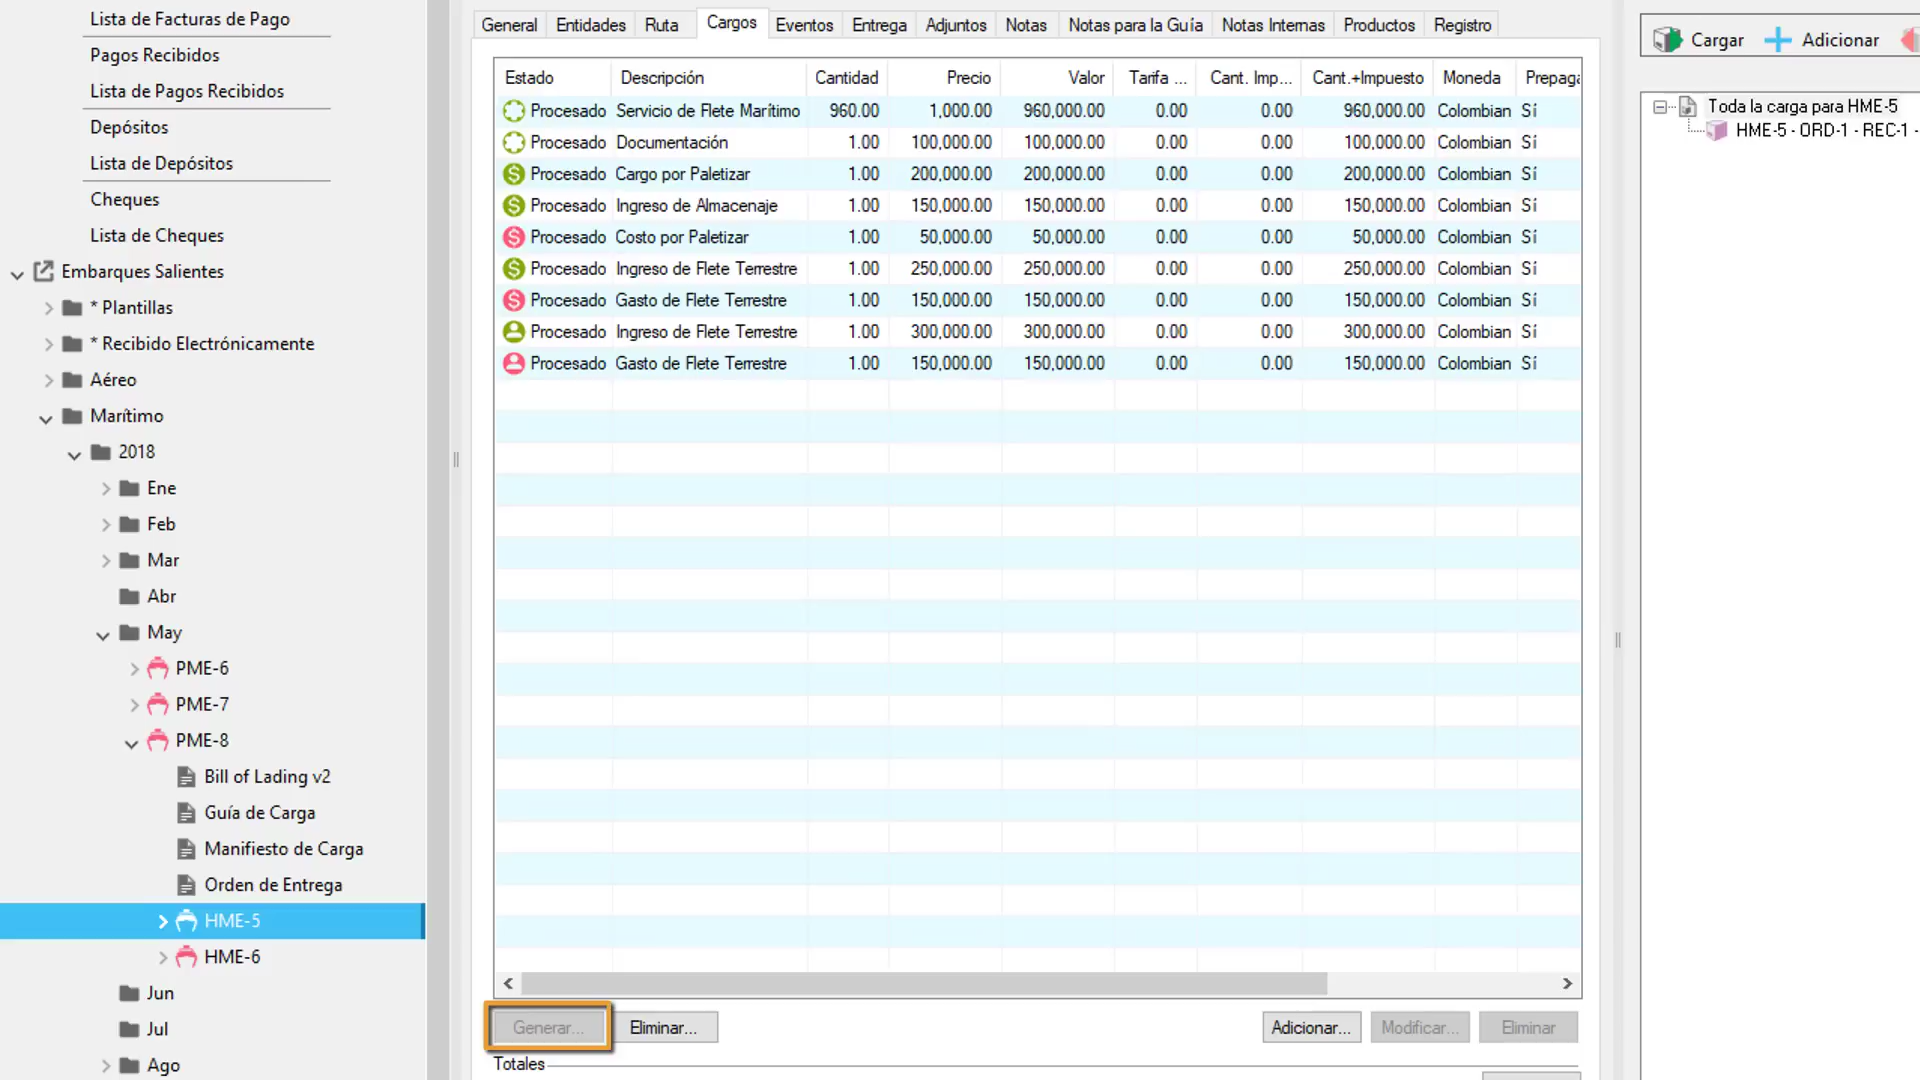 Lista de Facturas de Pago
Pagos Recibidos
Lista de Pagos Recibidos
Depósitos
Lista de Depósitos
Cheques
Lista de Cheques
Embarques Salientes
* Plantillas
* Recibido Electrónicamente
Aéreo
Marítimo
2018
Ene
Feb
Mar
Abr
May
PME-6
PME-7
PME-8
Bill of Lading v2
Guía de Carga
Manifiesto de Carga
Orden de Entrega
HME-5
HME-6
Jun
Jul
Ago
General Entidades Ruta Cargos Eventos Entrega Adjuntos Notas Notas para la Guía Notas Internas Productos Registro
Estado Descripción Cantidad Precio Valor Tarifa ... Cant. Imp... Cant.+Impuesto Moneda Prepaga
Procesado Servicio de Flete Marítimo 960.00 1,000.00 960,000.00 0.00 0.00 960,000.00 Colombian Sí
Procesado Documentación 1.00 100,000.00 100,000.00 0.00 0.00 100,000.00 Colombian Sí
Procesado Cargo por Paletizar 1.00 200,000.00 200,000.00 0.00 0.00 200,000.00 Colombian Sí
Procesado Ingreso de Almacenaje 1.00 150,000.00 150,000.00 0.00 0.00 150,000.00 Colombian Sí
Procesado Costo por Paletizar 1.00 50,000.00 50,000.00 0.00 0.00 50,000.00 Colombian Sí
Procesado Ingreso de Flete Terrestre 1.00 250,000.00 250,000.00 0.00 0.00 250,000.00 Colombian Sí
Procesado Gasto de Flete Terrestre 1.00 150,000.00 150,000.00 0.00 0.00 150,000.00 Colombian Sí
Procesado Ingreso de Flete Terrestre 1.00 300,000.00 300,000.00 0.00 0.00 300,000.00 Colombian Sí
Procesado Gasto de Flete Terrestre 1.00 150,000.00 150,000.00 0.00 0.00 150,000.00 Colombian Sí
Generar... Eliminar... Adicionar... Modificar... Eliminar
Totales
Cargar Adicionar
Toda la carga para HME-5
HME-5 - ORD-1 - REC-1 -